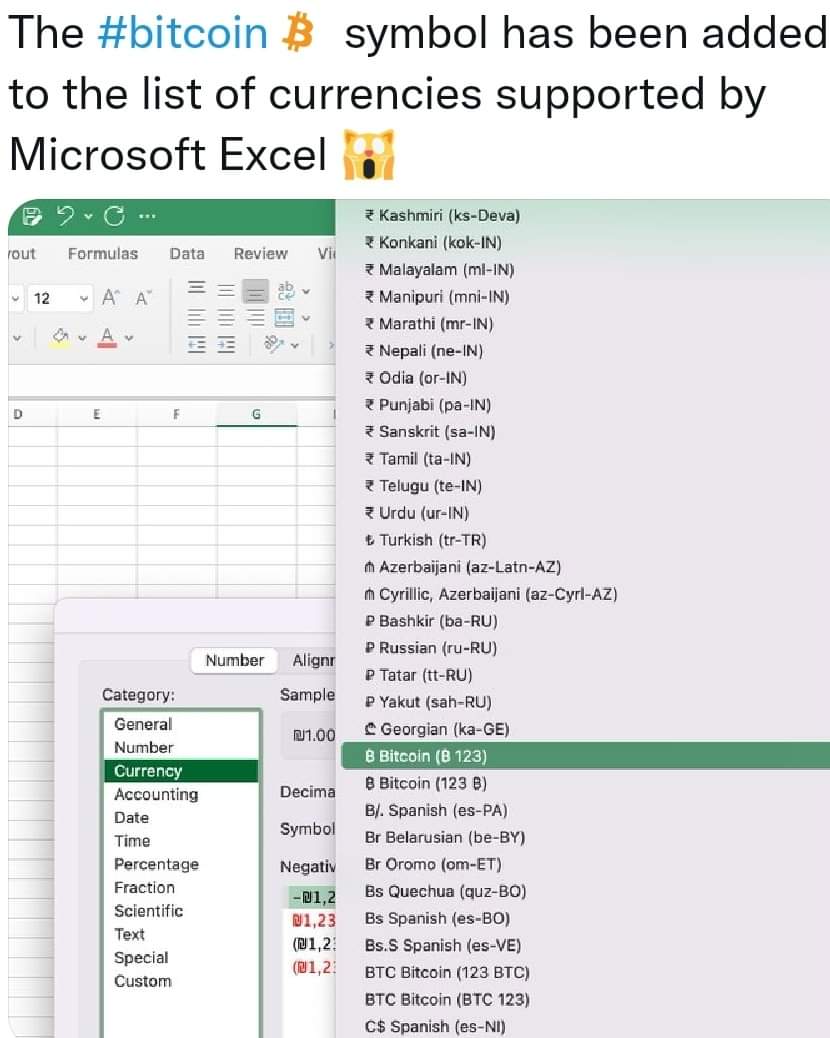 The #bitcoin ₿ symbol has been added
to the list of currencies supported by
Microsoft Excel 🙀
Formulas Data Review
12 A^ A˅
ab
A
D E F G
₹ Kashmiri (ks-Deva)
₹ Konkani (kok-IN)
₹ Malayalam (ml-IN)
₹ Manipuri (mni-IN)
₹ Marathi (mr-IN)
₹ Nepali (ne-IN)
₹ Odia (or-IN)
₹ Punjabi (pa-IN)
₹ Sanskrit (sa-IN)
₹ Tamil (ta-IN)
₹ Telugu (te-IN)
₹ Urdu (ur-IN)
₺ Turkish (tr-TR)
₼ Azerbaijani (az-Latn-AZ)
₼ Cyrillic, Azerbaijani (az-Cyrl-AZ)
₽ Bashkir (ba-RU)
₽ Russian (ru-RU)
₽ Tatar (tt-RU)
₽ Yakut (sah-RU)
₾ Georgian (ka-GE)
₿ Bitcoin (₿ 123)
₿ Bitcoin (123 ₿)
B/. Spanish (es-PA)
Br Belarusian (be-BY)
Br Oromo (om-ET)
Bs Quechua (quz-BO)
Bs Spanish (es-BO)
Bs.S Spanish (es-VE)
BTC Bitcoin (123 BTC)
BTC Bitcoin (BTC 123)
C$ Spanish (es-NI)
Number Alignr
Category:
General
Number
Currency
Accounting
Date
Time
Percentage
Fraction
Scientific
Text
Special
Custom
Sample
₪1.00
Decima
Symbol
Negativ
-₪1,2
₪1,23
(₪1,23
(₪1,23